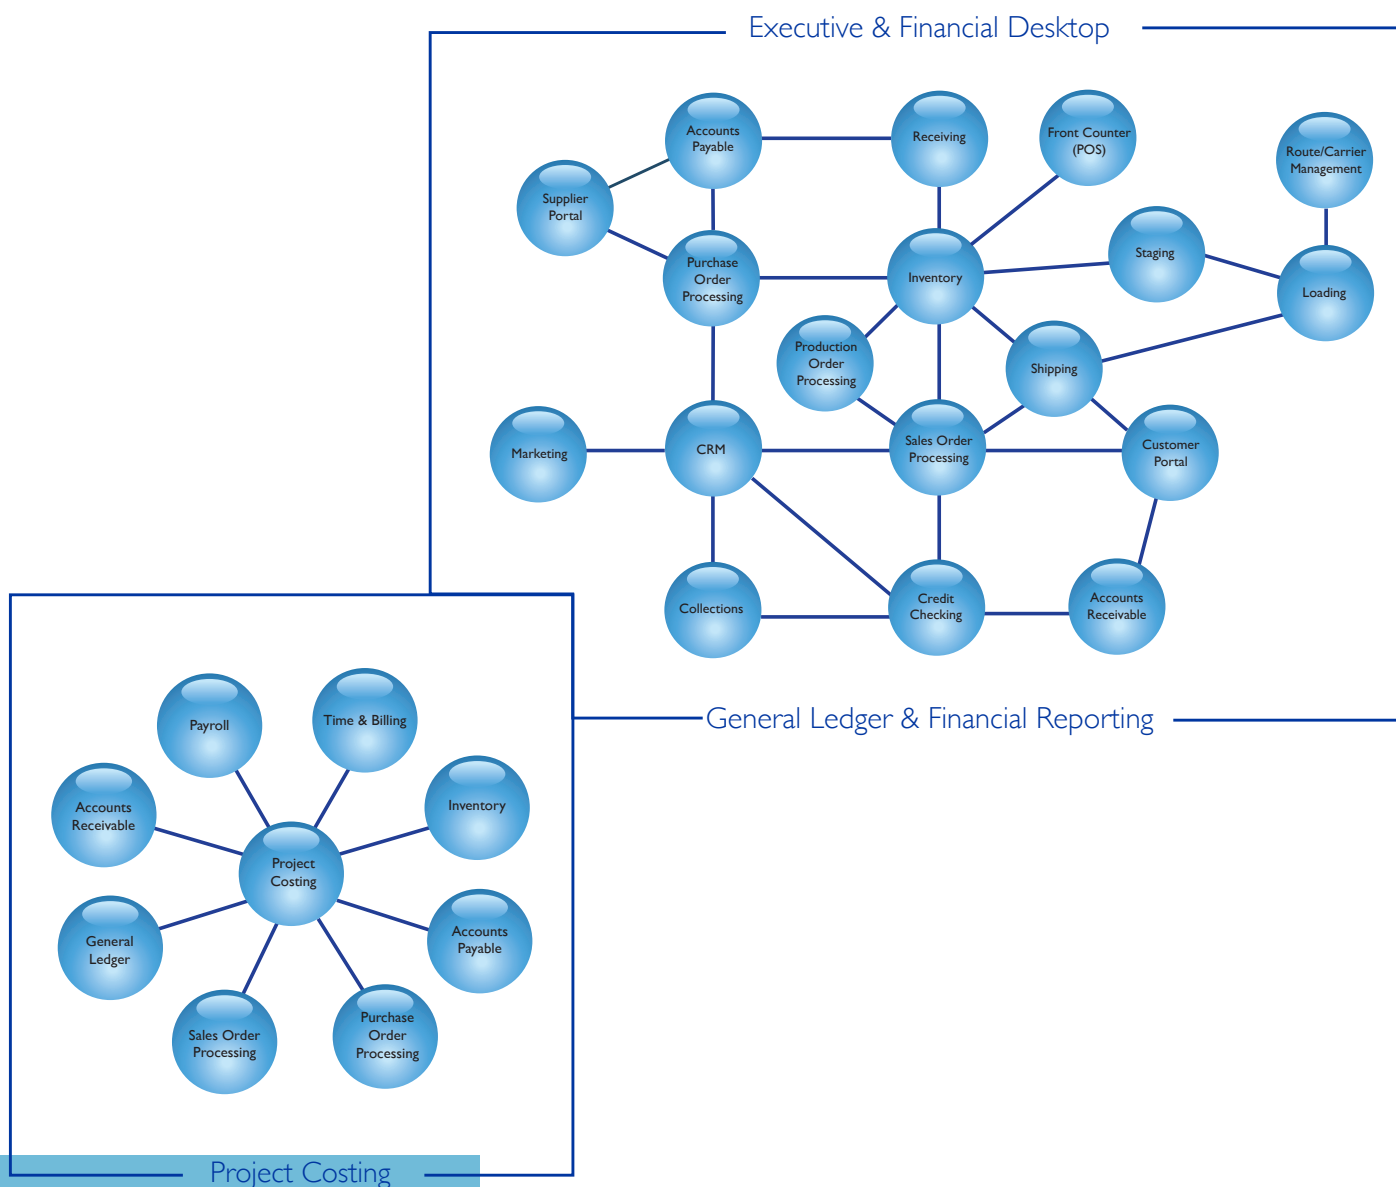 Executive & Financial Desktop
Accounts
Payable
Receiving
Front Counter
(POS)
Route/Carrier
Management
Supplier
Portal
Purchase
Order
Processing
Inventory
Staging
Loading
Production
Order
Processing
Shipping
Marketing
CRM
Sales Order
Processing
Customer
Portal
Collections
Credit
Checking
Accounts
Receivable
General Ledger & Financial Reporting
Payroll
Time & Billing
Accounts
Receivable
Inventory
Project
Costing
General
Ledger
Accounts
Payable
Sales Order
Processing
Purchase
Order
Processing
Project Costing